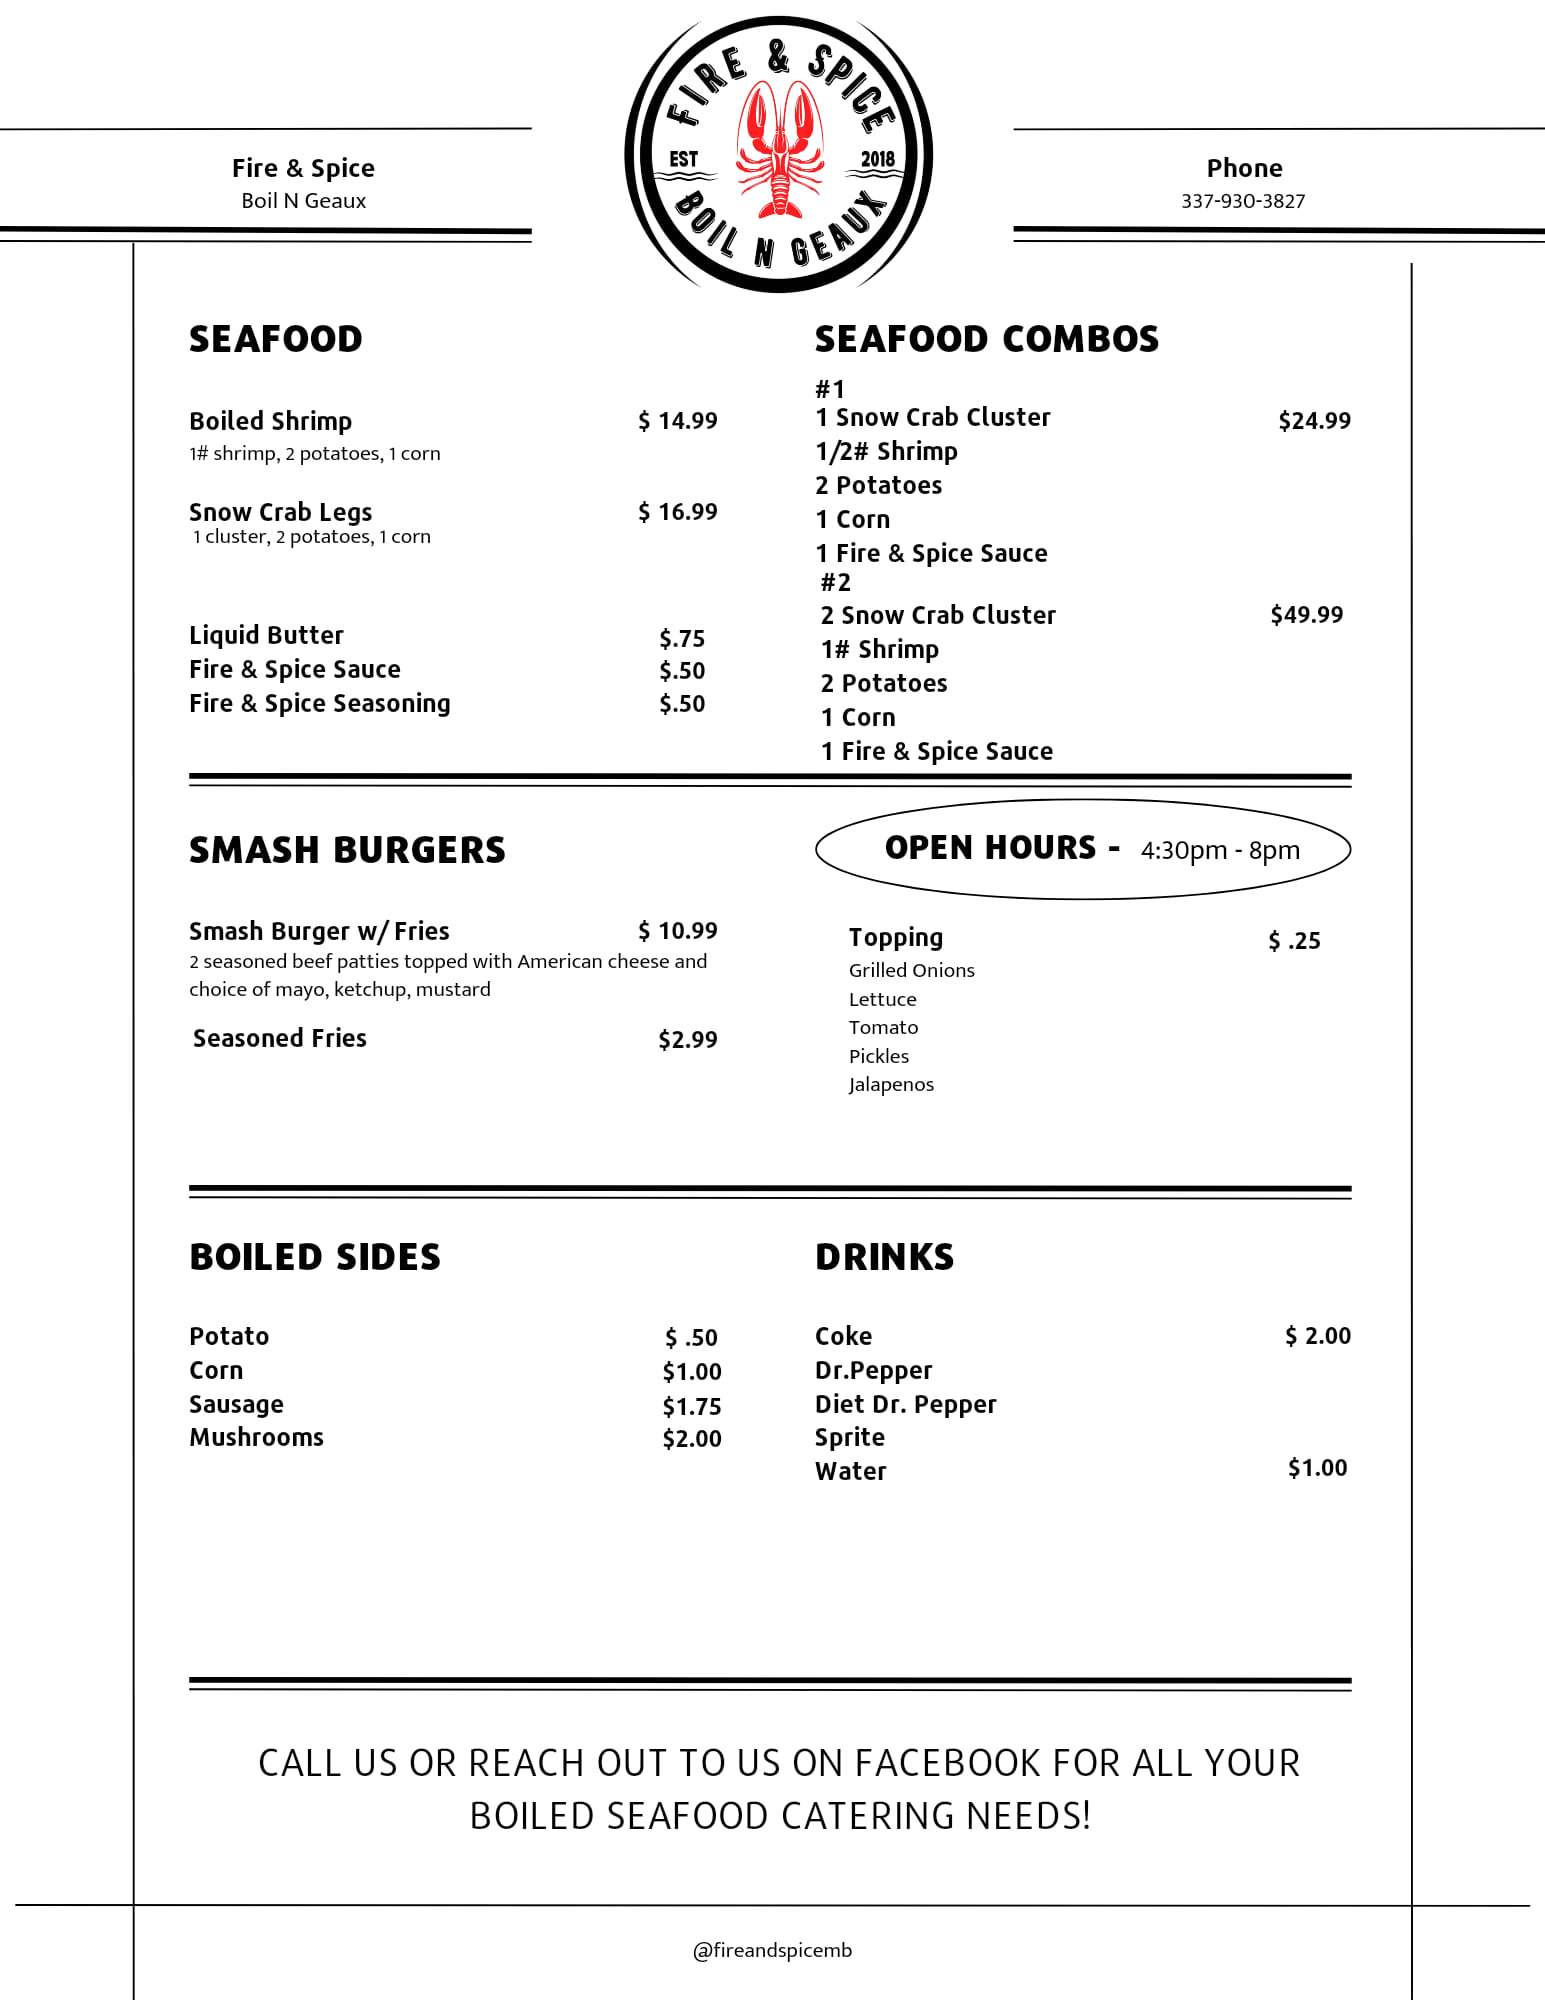 Fire & Spice
Boil N Geaux
FIRE & SPICE
EST 2018
BOIL N GEAUX
Phone
337-930-3827
SEAFOOD
Boiled Shrimp $ 14.99
1# shrimp, 2 potatoes, 1 corn
Snow Crab Legs $ 16.99
1 cluster, 2 potatoes, 1 corn
Liquid Butter $.75
Fire & Spice Sauce $.50
Fire & Spice Seasoning $.50
SEAFOOD COMBOS
#1
1 Snow Crab Cluster $24.99
1/2# Shrimp
2 Potatoes
1 Corn
1 Fire & Spice Sauce
#2
2 Snow Crab Cluster $49.99
1# Shrimp
2 Potatoes
1 Corn
1 Fire & Spice Sauce
SMASH BURGERS
Smash Burger w/ Fries $ 10.99
2 seasoned beef patties topped with American cheese and
choice of mayo, ketchup, mustard
Seasoned Fries $2.99
OPEN HOURS - 4:30pm - 8pm
Topping $ .25
Grilled Onions
Lettuce
Tomato
Pickles
Jalapenos
BOILED SIDES
Potato $ .50
Corn $1.00
Sausage $1.75
Mushrooms $2.00
DRINKS
Coke $ 2.00
Dr.Pepper
Diet Dr. Pepper
Sprite
Water $1.00
CALL US OR REACH OUT TO US ON FACEBOOK FOR ALL YOUR
BOILED SEAFOOD CATERING NEEDS!
@fireandspicemb